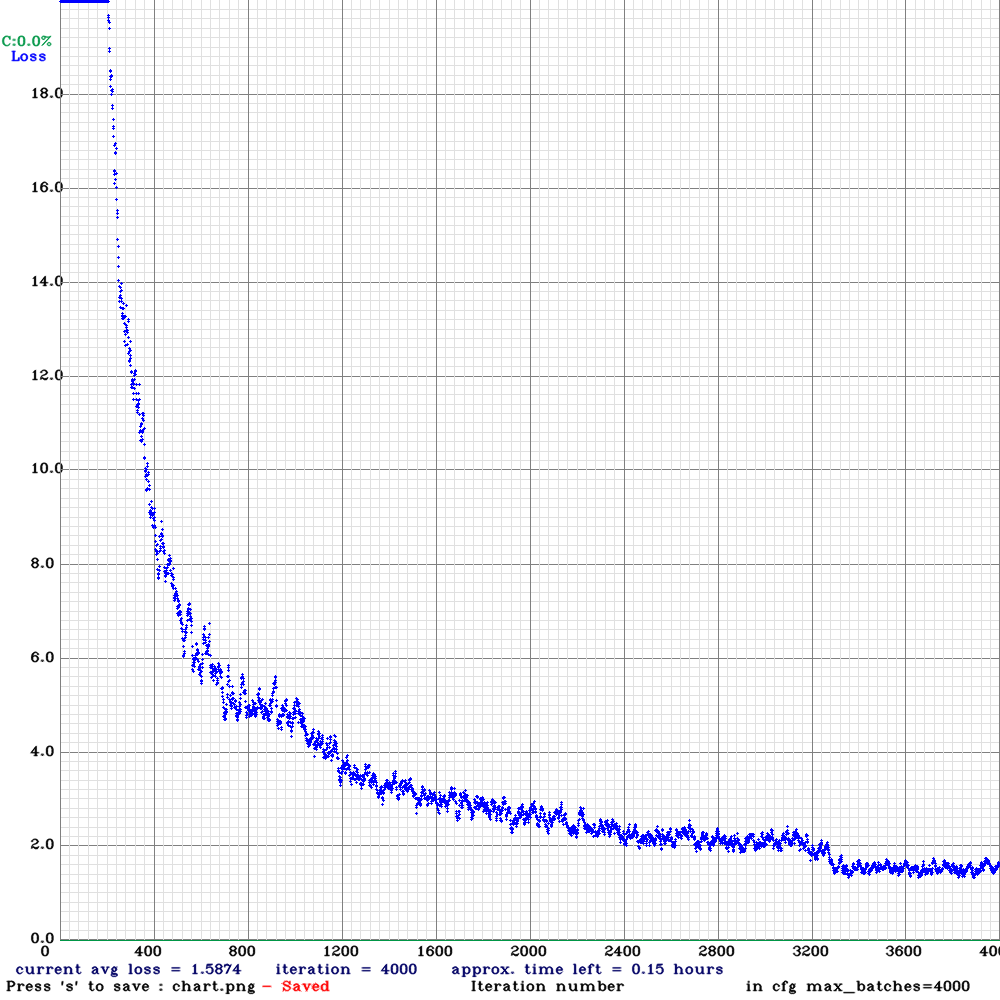 C:0.0%
Loss
18.0
16.0
14.0
12.0
10.0
8.0
6.0
4.0
2.0
0.0
0 400 800 1200 1600 2000 2400 2800 3200 3600 400
current avg loss = 1.5874 iteration = 4000 approx. time left = 0.15 hours
Press 's' to save : chart.png - Saved Iteration number in cfg max_batches=4000